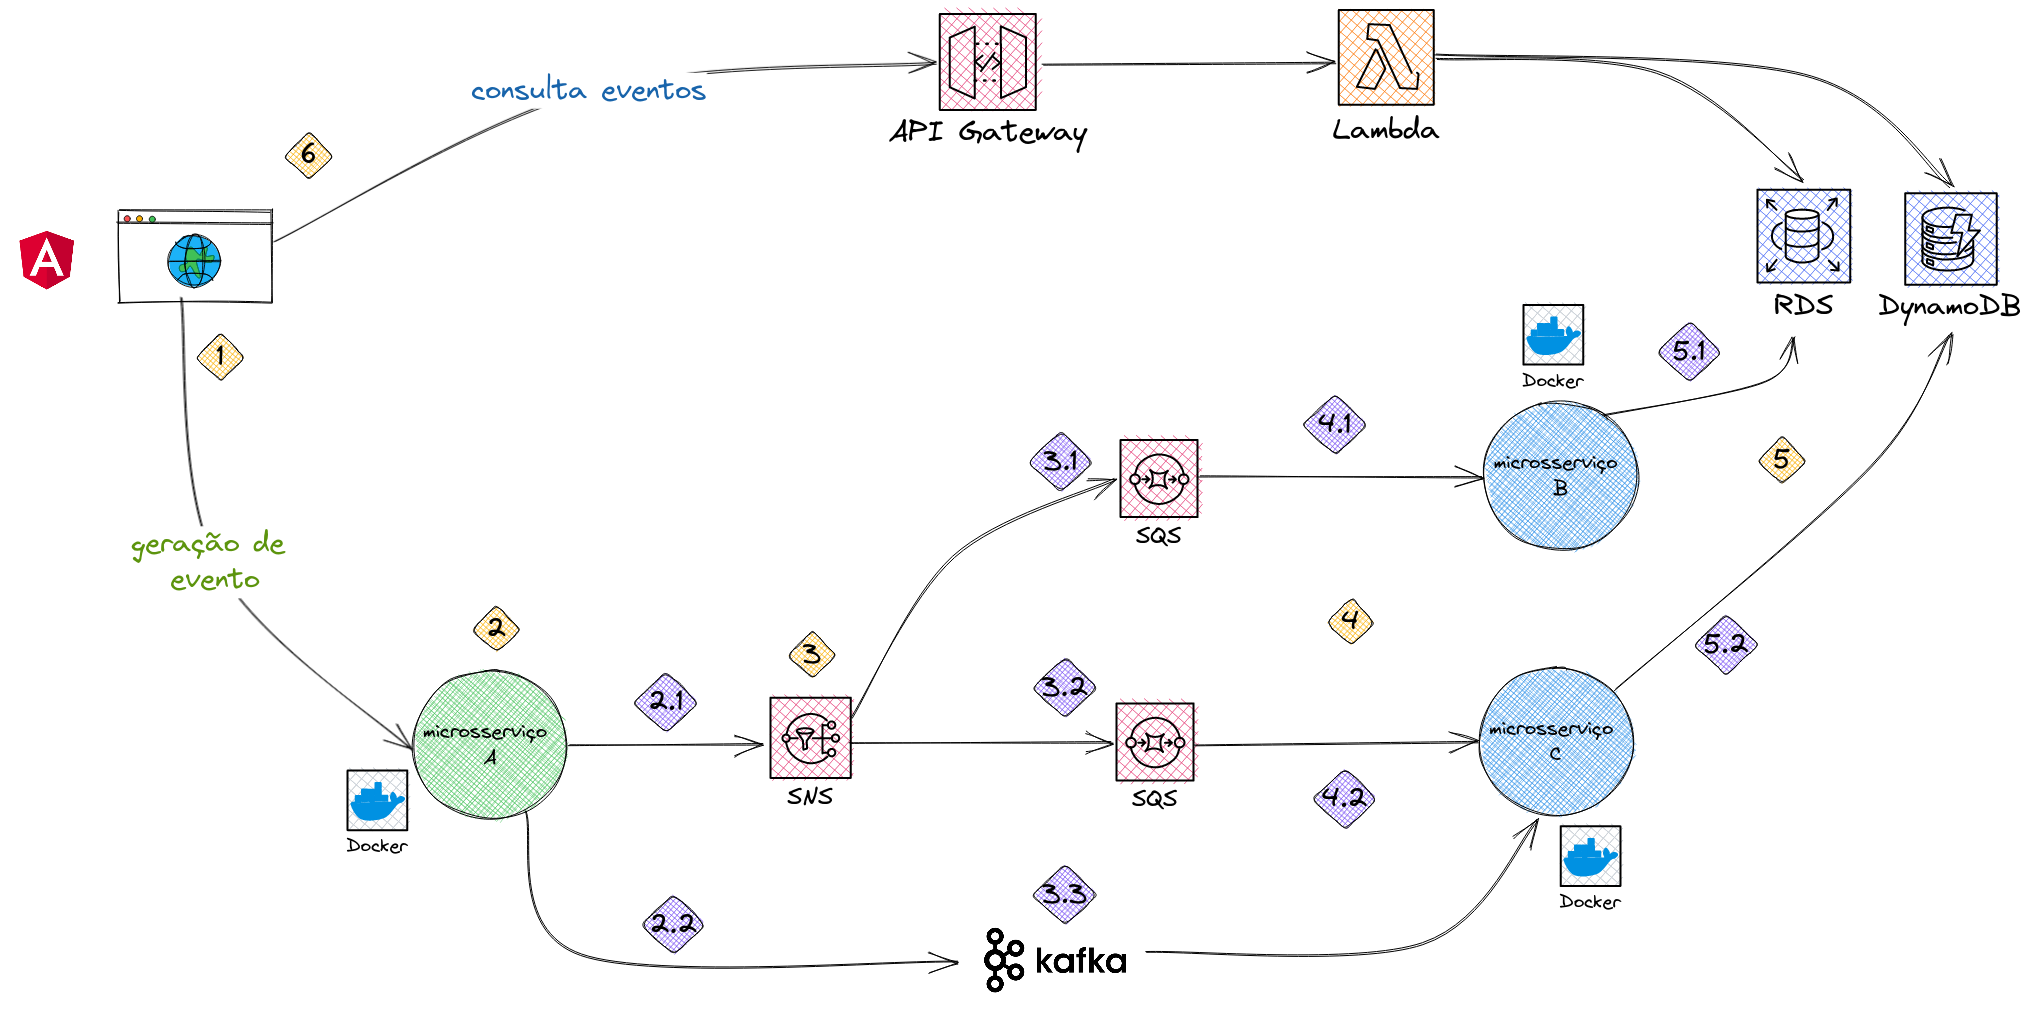 API Gateway
Lambda
consulta eventos
6
A
RDS
DynamoDB
1
Docker
5.1
4.1
3.1
microsserviço
B
5
SQS
geração de
evento
2
3
4
5.2
2.1
3.2
microsserviço
A
microsserviço
C
SNS
SQS
4.2
Docker
Docker
3.3
2.2
kafka